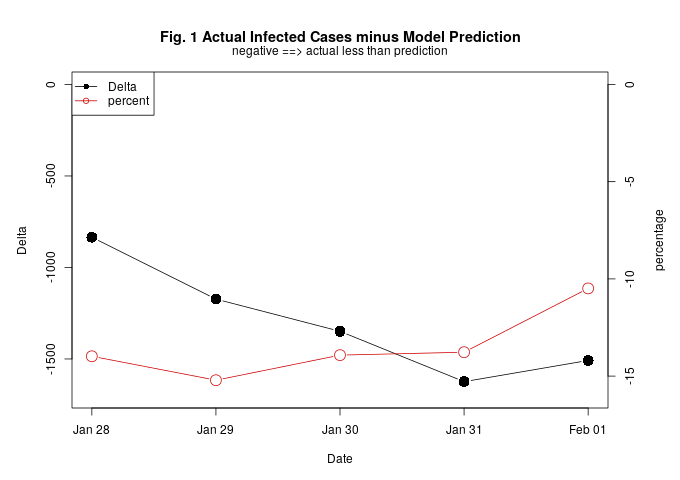 Fig. 1 Actual Infected Cases minus Model Prediction
negative ==> actual less than prediction
Delta
percent
0
-500
-1000
-1500
Delta
0
-5
-10
-15
percentage
Jan 28
Jan 29
Jan 30
Jan 31
Feb 01
Date